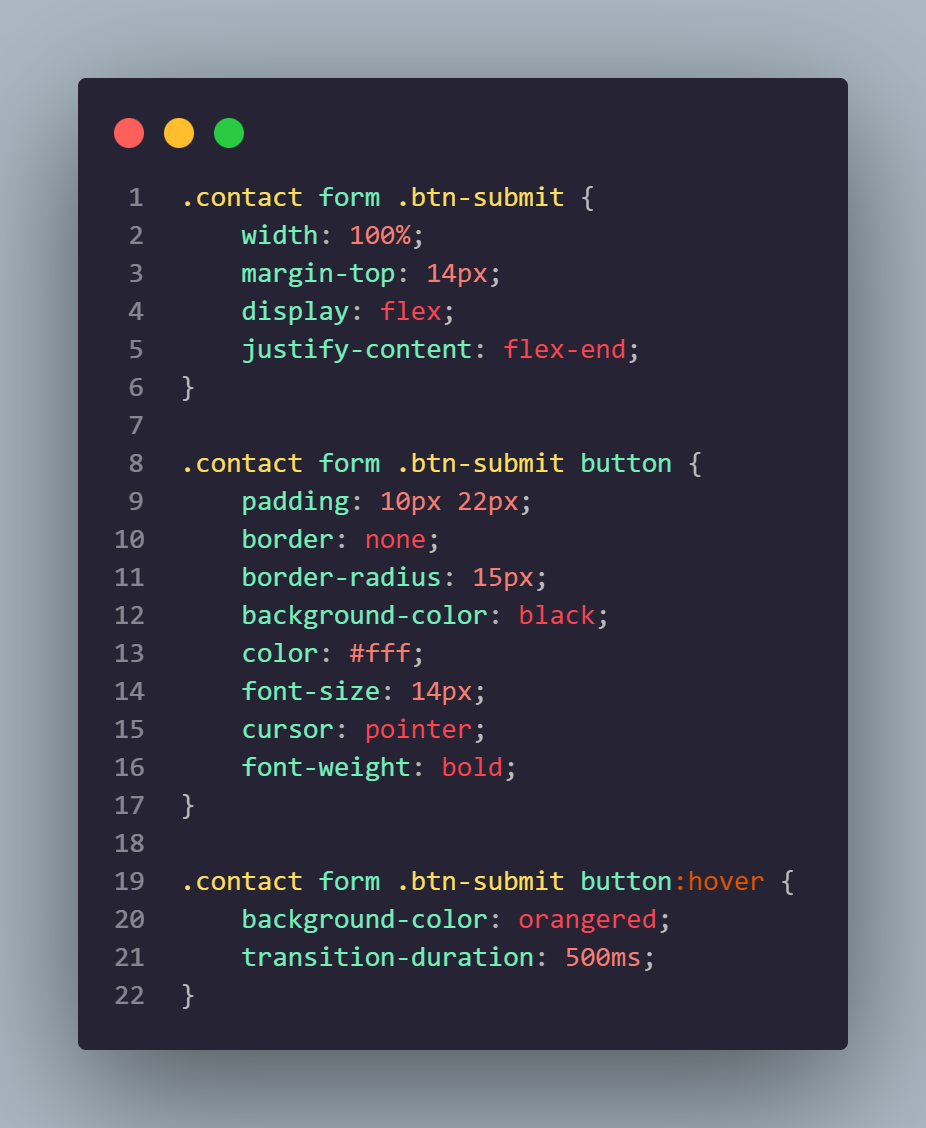 1 .contact form .btn-submit {
2     width: 100%;
3     margin-top: 14px;
4     display: flex;
5     justify-content: flex-end;
6 }
7
8 .contact form .btn-submit button {
9     padding: 10px 22px;
10     border: none;
11     border-radius: 15px;
12     background-color: black;
13     color: #fff;
14     font-size: 14px;
15     cursor: pointer;
16     font-weight: bold;
17 }
18
19 .contact form .btn-submit button:hover {
20     background-color: orangered;
21     transition-duration: 500ms;
22 }